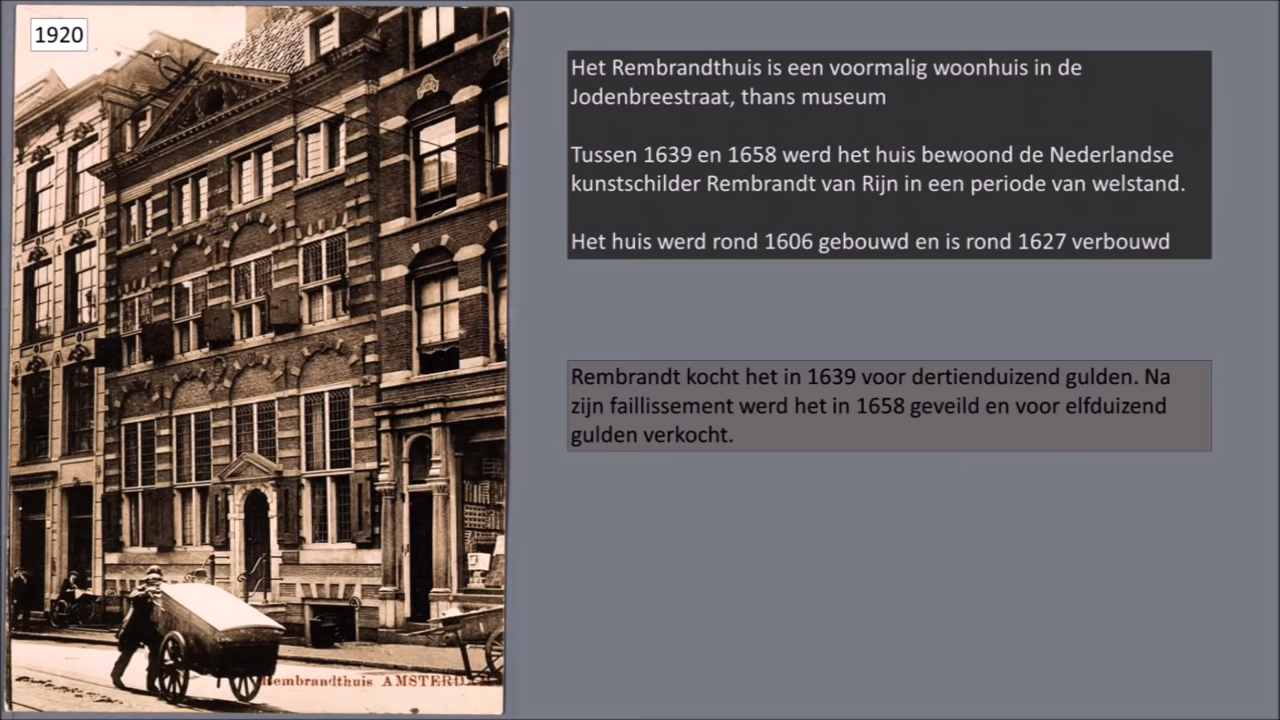 1920
Het Rembrandthuis is een voormalig woonhuis in de
Jodenbreestraat, thans museum
Tussen 1639 en 1658 werd het huis bewoond de Nederlandse
kunstschilder Rembrandt van Rijn in een periode van welstand.
Het huis werd rond 1606 gebouwd en is rond 1627 verbouwd
Rembrandt kocht het in 1639 voor dertienduizend gulden. Na
zijn faillissement werd het in 1658 geveild en voor elfduizend
gulden verkocht.
Rembrandthuis AMSTERDAM